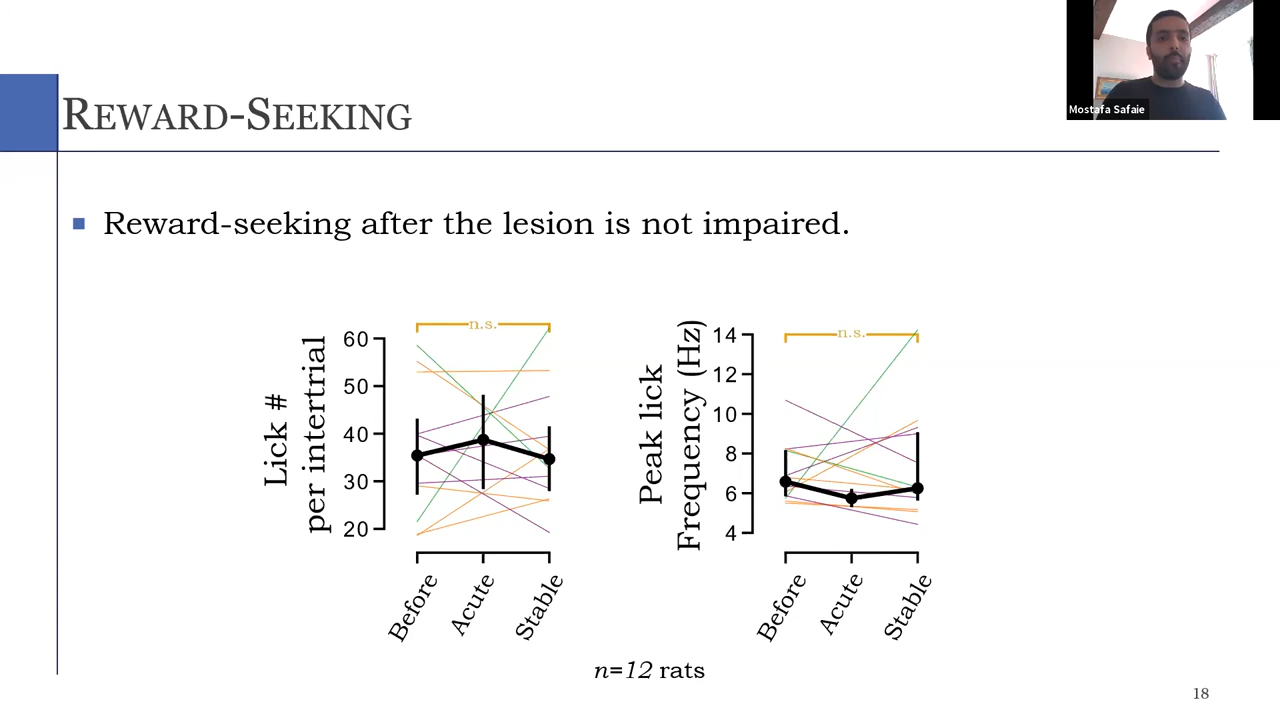 Mostafa Safaie
REWARD-SEEKING
Reward-seeking after the lesion is not impaired.
Lick #
per intertrial
60
50
40
30
20
n.s.
Before
Acute
Stable
Peak lick
Frequency (Hz)
14
12
10
8
6
4
n.s.
Before
Acute
Stable
n=12 rats
18